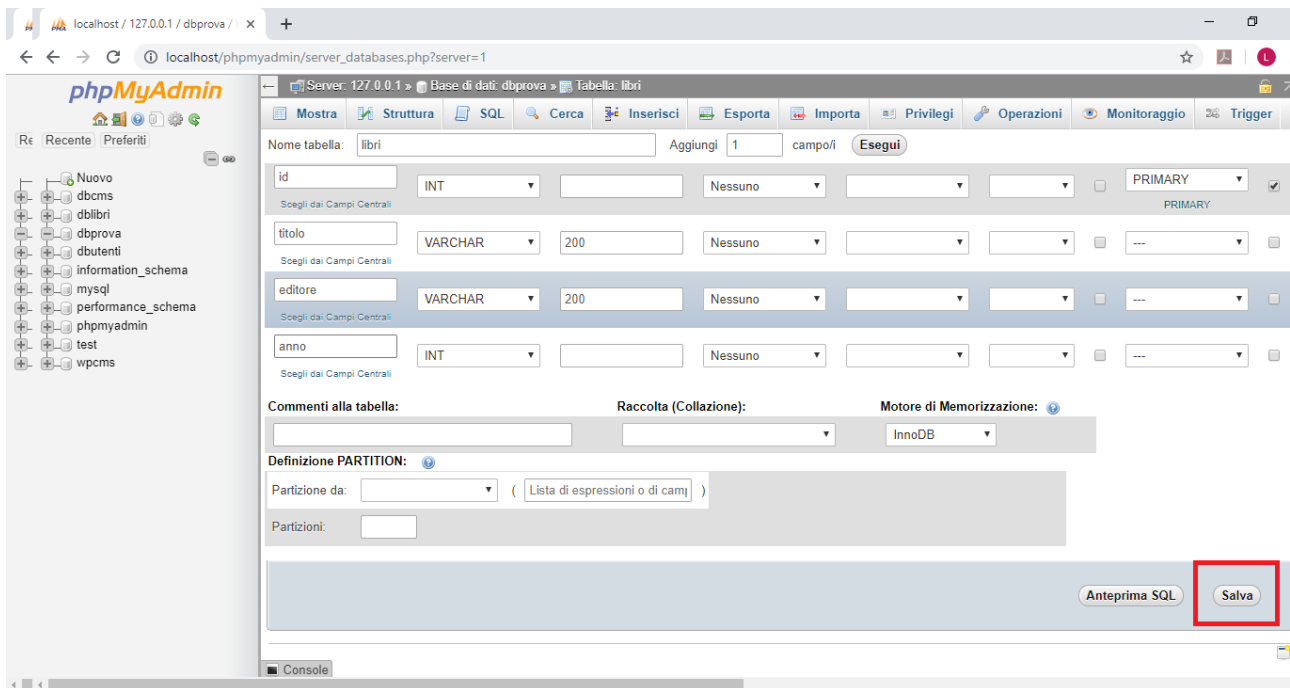 localhost / 127.0.0.1 / dbprova /
localhost/phpmyadmin/server_databases.php?server=1
L
phpMyAdmin
Re Recente Preferiti
Nuovo
dbcms
dblibri
dbprova
dbutenti
information_schema
mysql
performance_schema
phpmyadmin
test
wpcms
Server: 127.0.0.1 » Base di dati: dbprova » Tabella: libri
Mostra Struttura SQL Cerca Inserisci Esporta Importa Privilegi Operazioni Monitoraggio Trigger
Nome tabella: libri Aggiungi 1 campo/i Esegui
id INT Nessuno PRIMARY
Scegli dai Campi Centrali PRIMARY
titolo VARCHAR 200 Nessuno ---
Scegli dai Campi Centrali
editore VARCHAR 200 Nessuno ---
Scegli dai Campi Centrali
anno INT Nessuno ---
Scegli dai Campi Centrali
Commenti alla tabella: Raccolta (Collazione): Motore di Memorizzazione:
InnoDB
Definizione PARTITION:
Partizione da: ( Lista di espressioni o di camp )
Partizioni:
Anteprima SQL Salva
Console